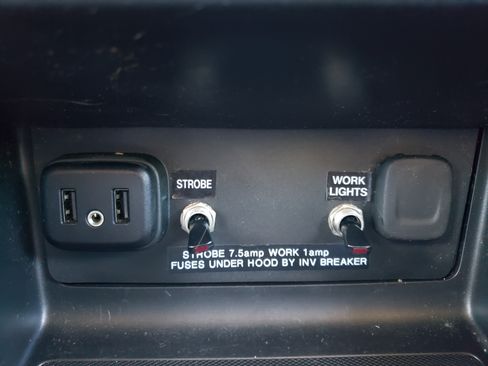 STROBE
WORK
LIGHTS
STROBE 7.5amp WORK 1amp
FUSES UNDER HOOD BY INV BREAKER